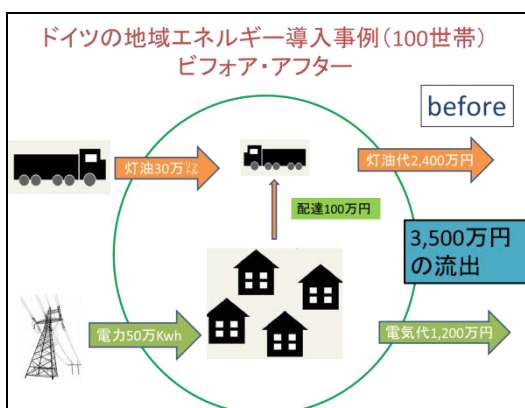 ドイツの地域エネルギー導入事例(100世帯)
ビフォア・アフター
before
灯油30万㍑
灯油代2,400万円
配達100万円
3,500万円
の流出
電力50万Kwh
電気代1,200万円